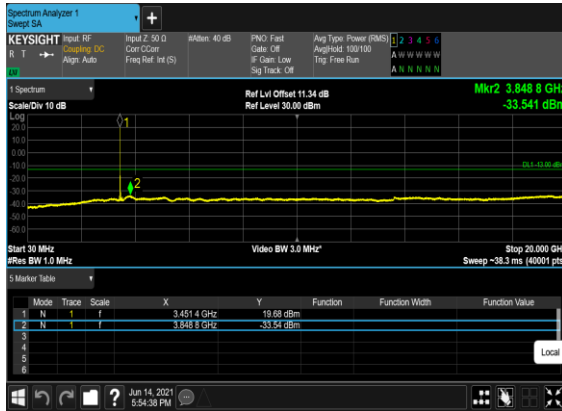 Spectrum Analyzer 1
Swept SA
KEYSIGHT Input: RF Input Z: 50 Ω #Atten: 40 dB PNO: Fast Avg Type: Power (RMS) 1 2 3 4 5 6
R T Coupling: DC Corr CCorr Gate: Off Avg|Hold: 100/100 A W W W W W
Align: Auto Freq Ref: Int (S) IF Gain: Low Trig: Free Run
Sig Track: Off A N N N N N
LXI
1 Spectrum Ref Lvl Offset 11.34 dB Mkr2 3.848 8 GHz
Scale/Div 10 dB Ref Level 30.00 dBm -33.541 dBm
Log
20.0
10.0
0.00
-10.0
-20.0
-30.0
-40.0
-50.0
-60.0
1
2
DL1 -13.00 dBm
Start 30 MHz Video BW 3.0 MHz* Stop 20.000 GHz
#Res BW 1.0 MHz Sweep ~38.3 ms (40001 pts)
5 Marker Table
Mode Trace Scale X Y Function Function Width Function Value
1 N 1 f 3.451 4 GHz 19.68 dBm
2 N 1 f 3.848 8 GHz -33.54 dBm
3
4
5
6
Local
? Jun 14, 2021
5:54:38 PM